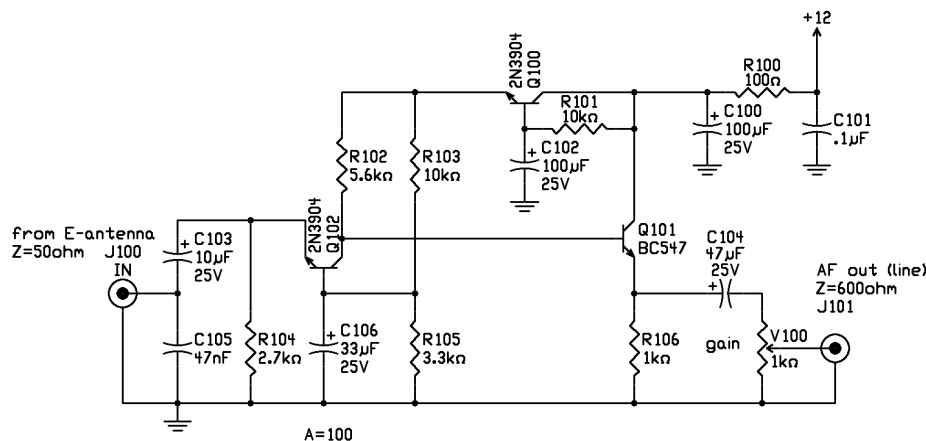 +12
2N3904
Q100
R100
100Ω
R101
10kΩ
C100
100µF
25V
C101
.1µF
C102
100µF
25V
R102
5.6kΩ
R103
10kΩ
2N3904
Q102
Q101
BC547
from E-antenna
Z=50ohm
J100
IN
C103
10µF
25V
C104
47µF
25V
AF out (line)
Z=600ohm
J101
C105
47nF
R104
2.7kΩ
C106
33µF
25V
R105
3.3kΩ
R106
1kΩ
gain
V100
1kΩ
A=100